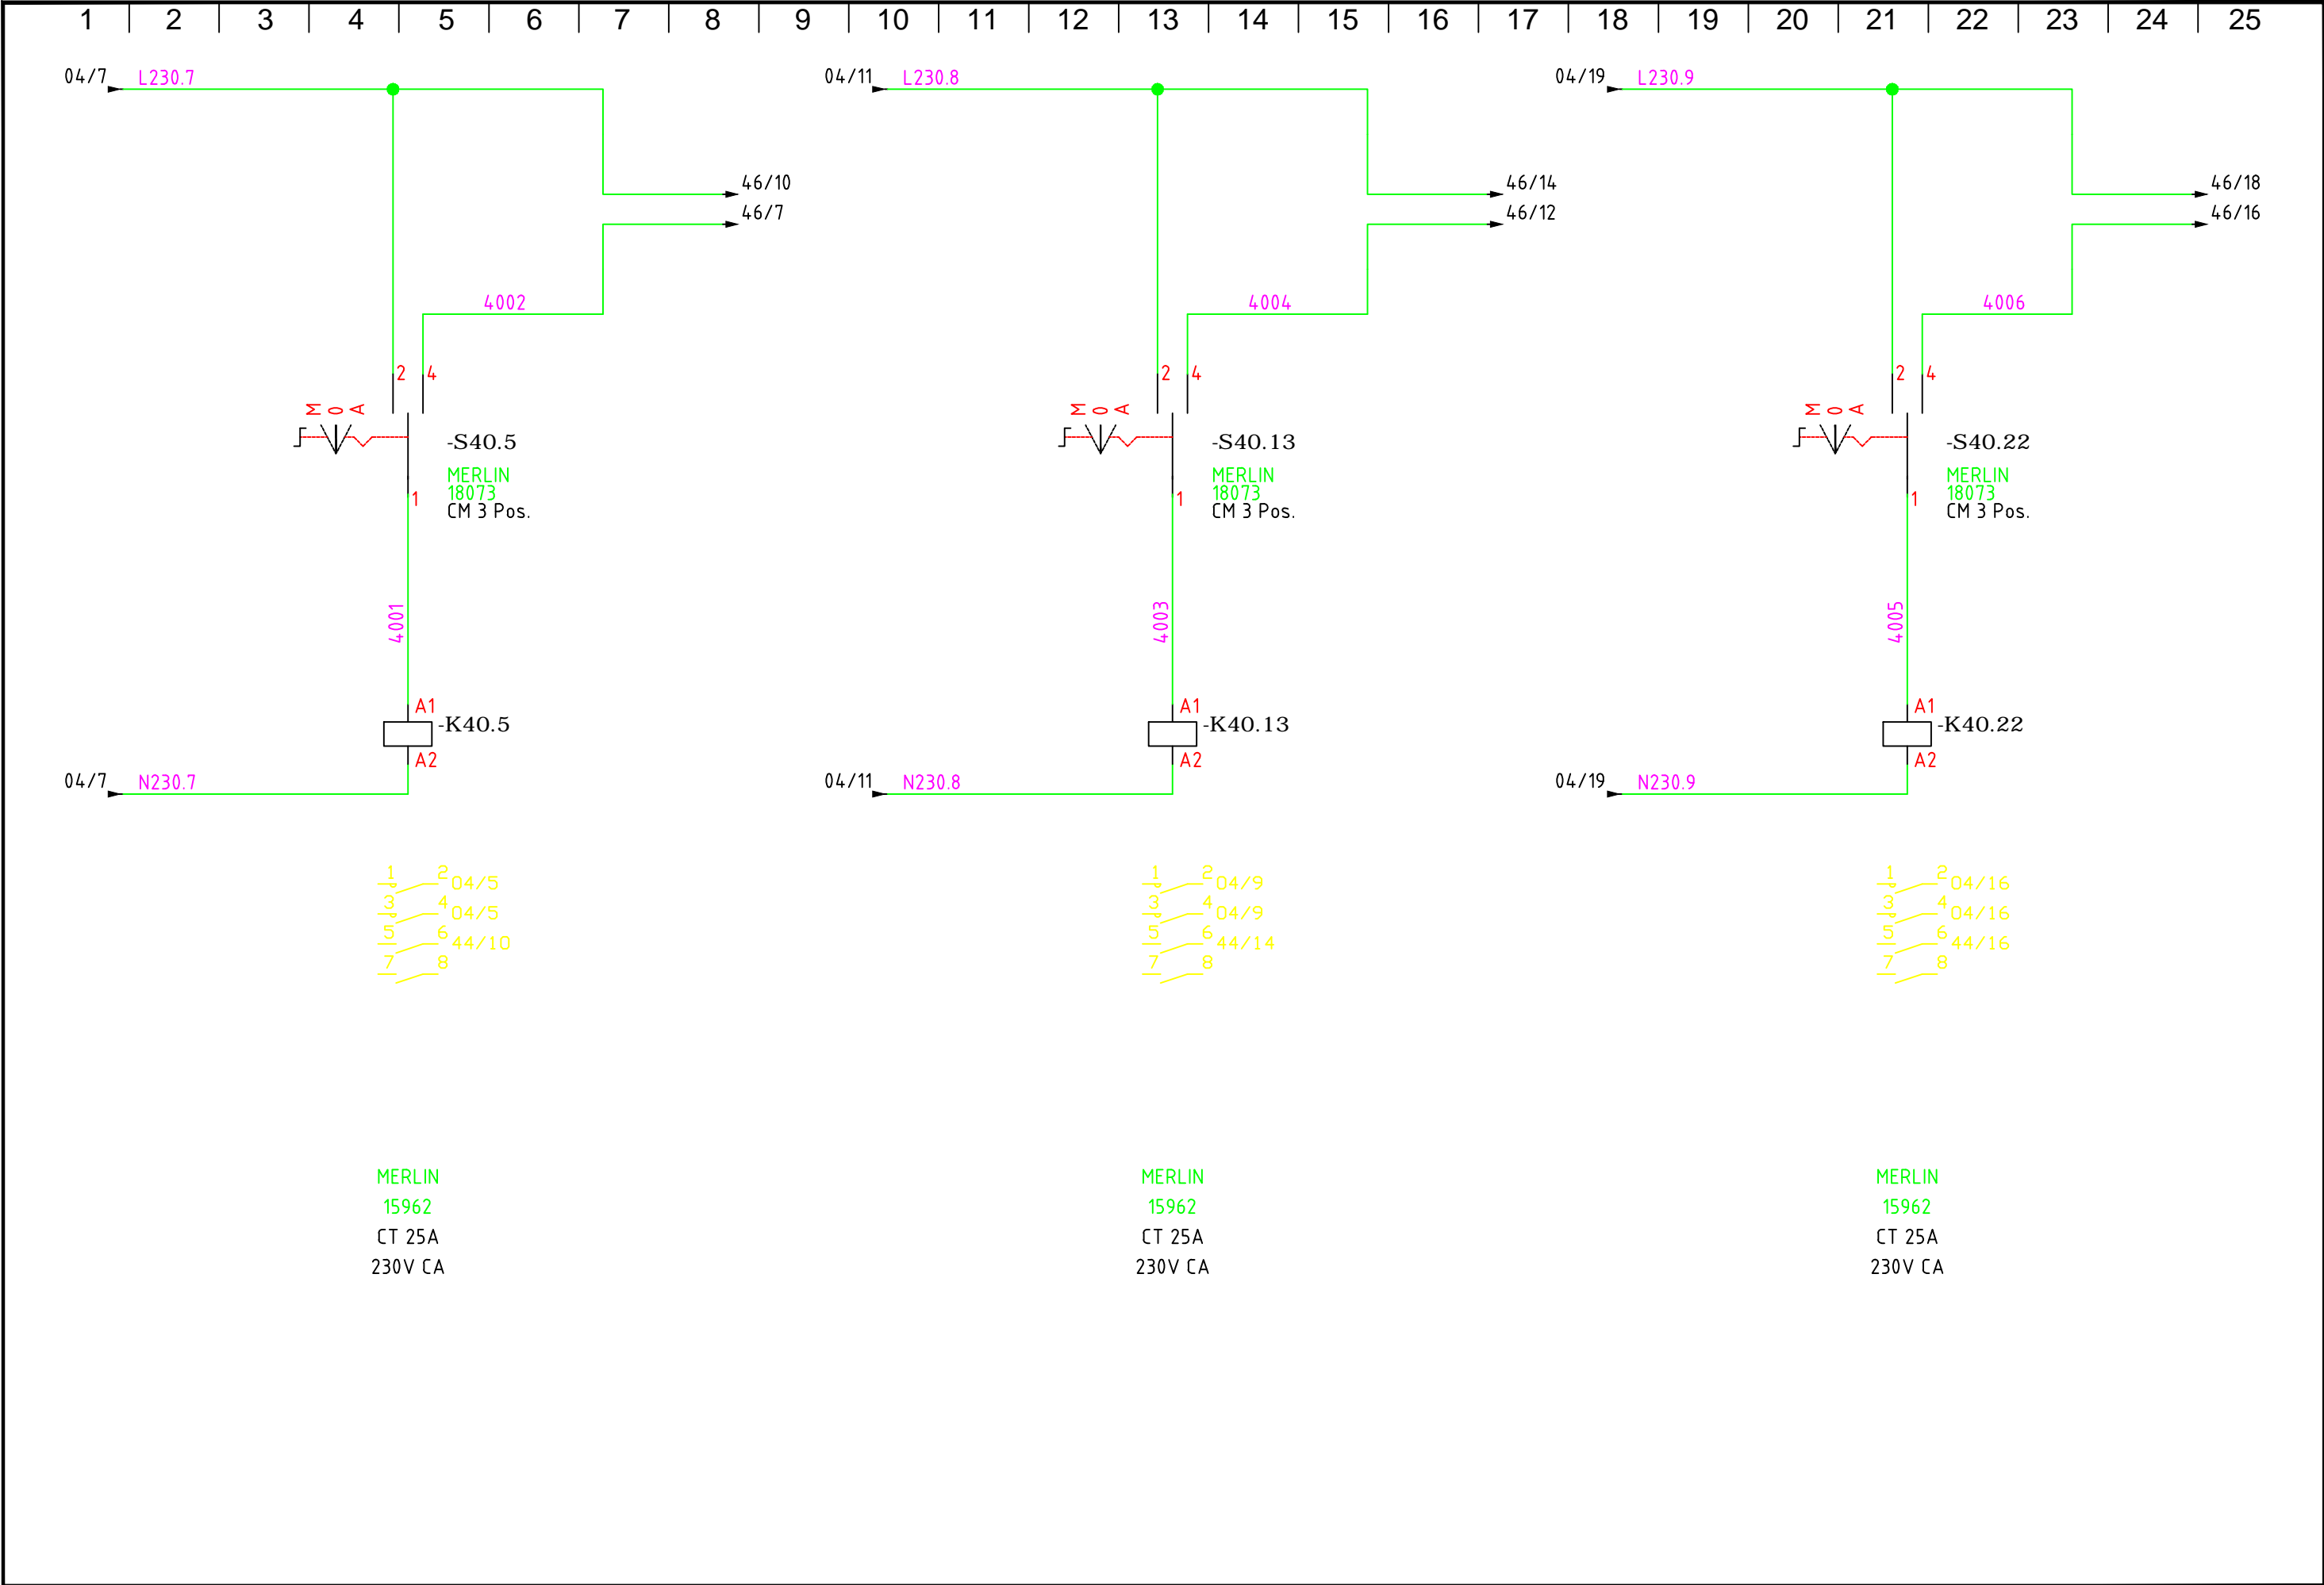 1 2 3 4 5 6 7 8 9 10 11 12 13 14 15 16 17 18 19 20 21 22 23 24 25
04/7 L230.7 04/11 L230.8 04/19 L230.9
46/10 46/14 46/18
46/7 46/12 46/16
4002 4004 4006
2 4 2 4 2 4
M 0 A M 0 A M 0 A
-S40.5 -S40.13 -S40.22
MERLIN MERLIN MERLIN
18073 18073 18073
1 CM 3 Pos. 1 CM 3 Pos. 1 CM 3 Pos.
4001 4003 4005
A1 A1 A1
-K40.5 -K40.13 -K40.22
A2 A2 A2
04/7 N230.7 04/11 N230.8 04/19 N230.9
1 2 04/5 1 2 04/9 1 2 04/16
3 4 04/5 3 4 04/9 3 4 04/16
5 6 44/10 5 6 44/14 5 6 44/16
7 8 7 8 7 8
MERLIN MERLIN MERLIN
15962 15962 15962
CT 25A CT 25A CT 25A
230V CA 230V CA 230V CA